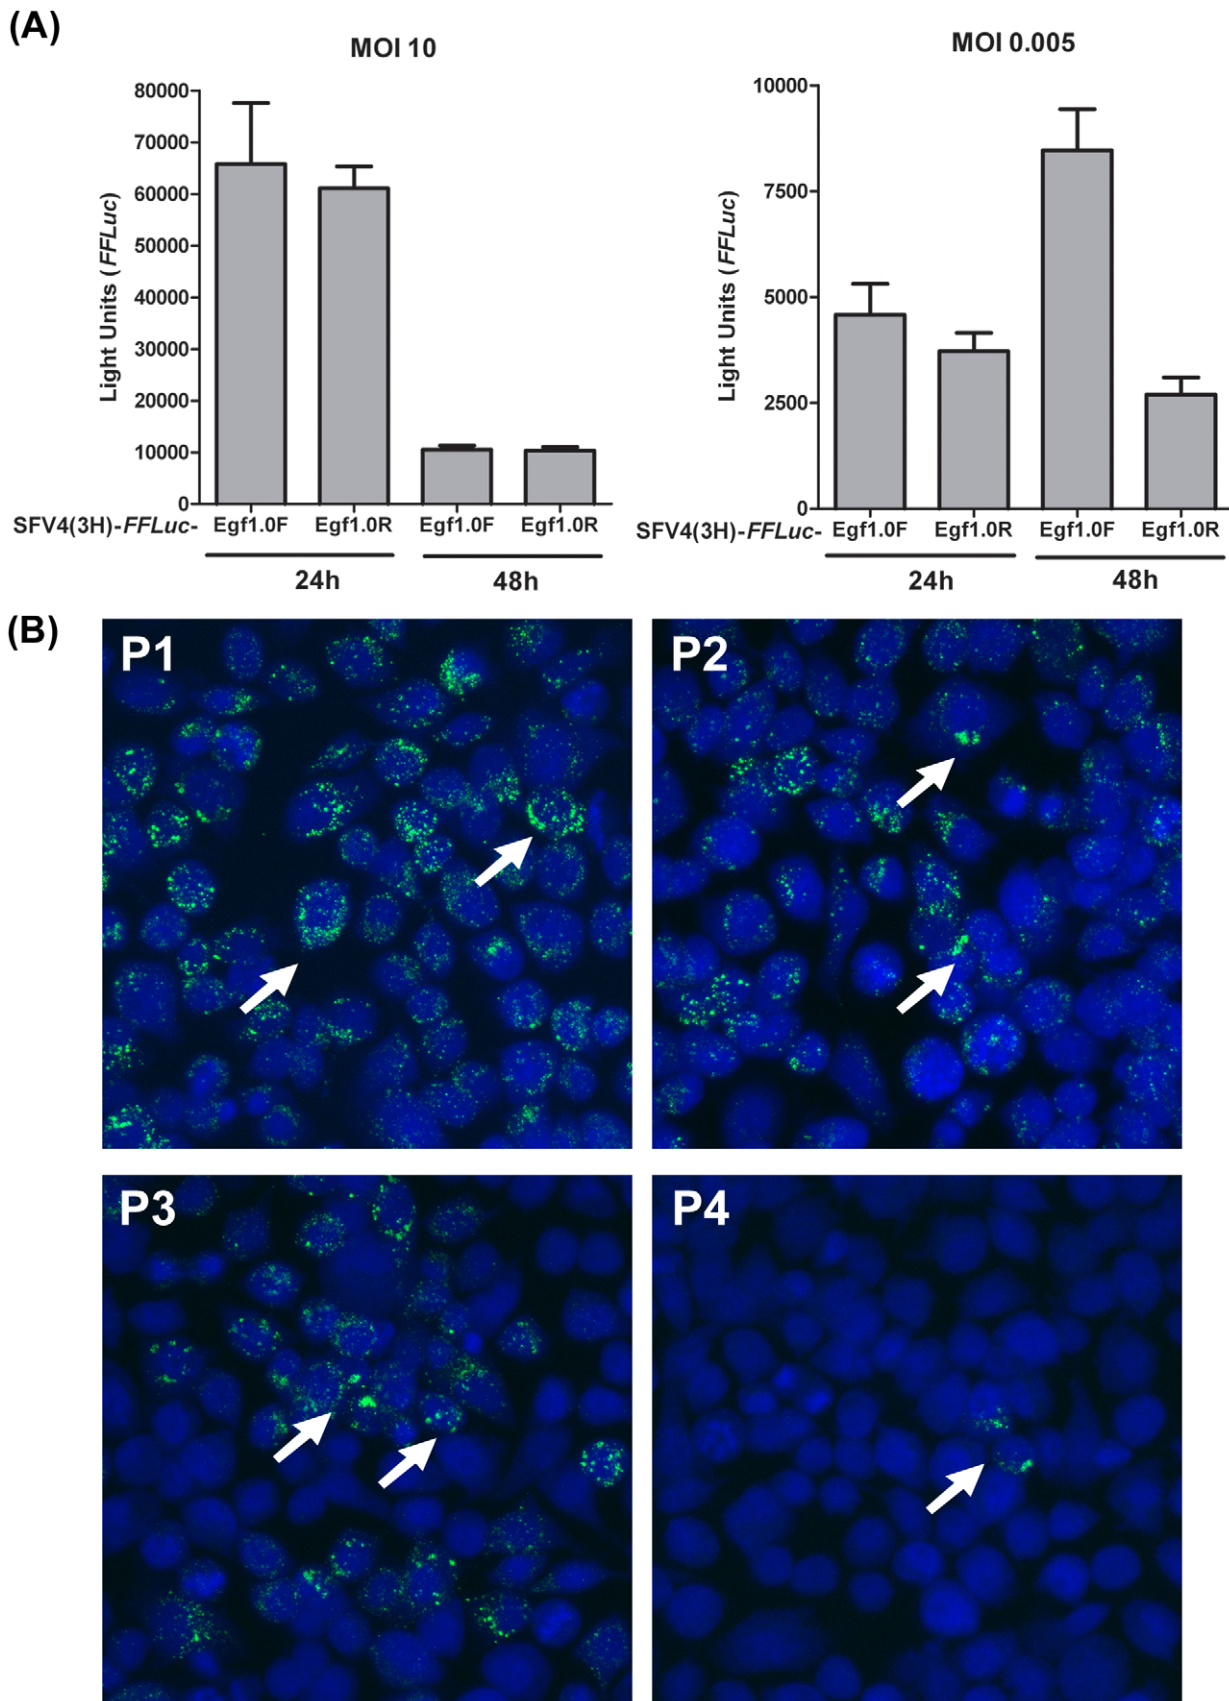 (A)
MOI 10
Light Units (FFLuc)
80000
70000
60000
50000
40000
30000
20000
10000
0
SFV4(3H)-FFLuc- Egf1.0F Egf1.0R Egf1.0F Egf1.0R
24h 48h
MOI 0.005
Light Units (FFLuc)
10000
7500
5000
2500
0
SFV4(3H)-FFLuc- Egf1.0F Egf1.0R Egf1.0F Egf1.0R
24h 48h
(B)
P1
P2
P3
P4